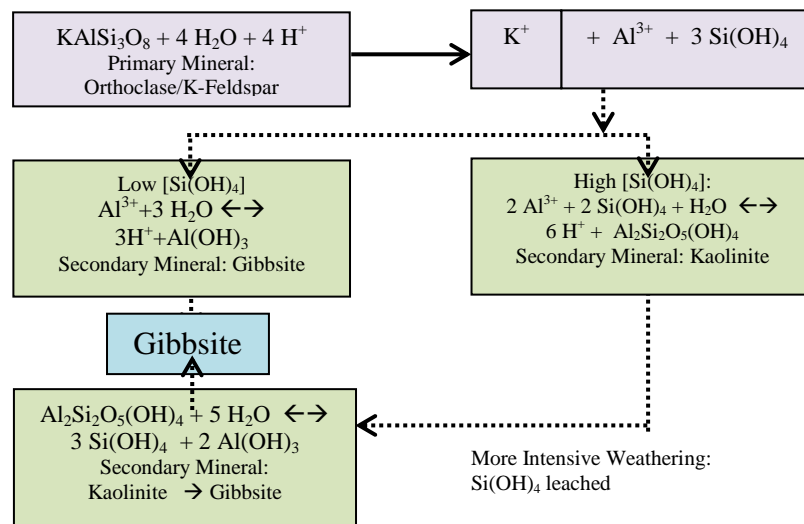 KAlSi₃O₈ + 4 H₂O + 4 H⁺
Primary Mineral:
Orthoclase/K-Feldspar
K⁺ + Al³⁺ + 3 Si(OH)₄
Low [Si(OH)₄]
Al³⁺+3 H₂O ←→
3H⁺+Al(OH)₃
Secondary Mineral: Gibbsite
High [Si(OH)₄]:
2 Al³⁺ + 2 Si(OH)₄ + H₂O ←→
6 H⁺ + Al₂Si₂O₅(OH)₄
Secondary Mineral: Kaolinite
Gibbsite
Al₂Si₂O₅(OH)₄ + 5 H₂O ←→
3 Si(OH)₄ + 2 Al(OH)₃
Secondary Mineral:
Kaolinite → Gibbsite
More Intensive Weathering:
Si(OH)₄ leached